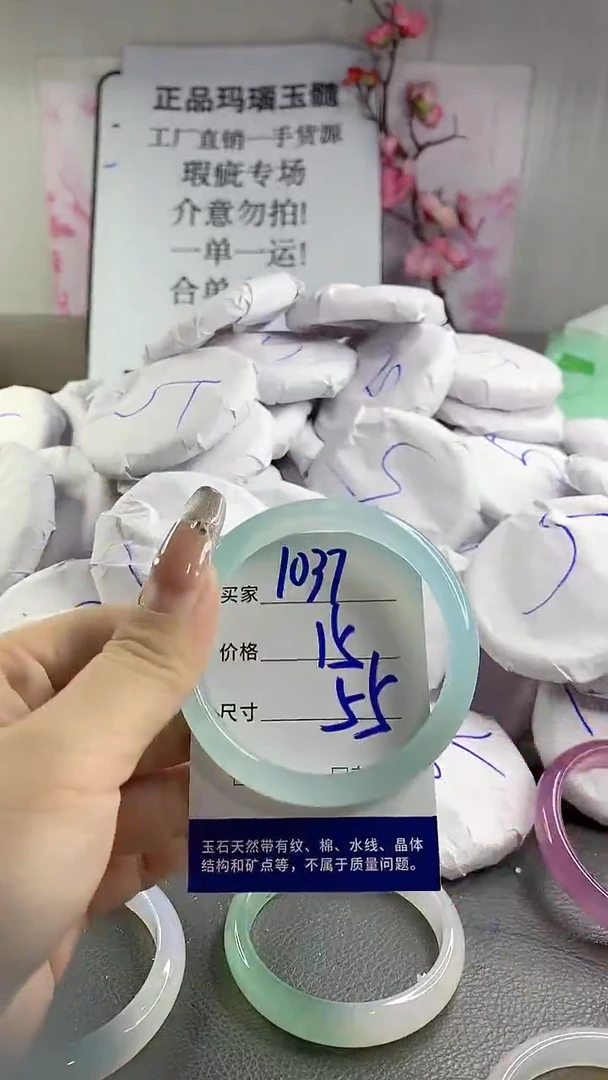 正品玛瑙玉髓
工厂直销一手货源
瑕疵专场
介意勿拍!
一单一运!
合单
买家 1037
价格 15
尺寸 55
玉石天然带有纹、棉、水线、晶体
结构和矿点等，不属于质量问题。